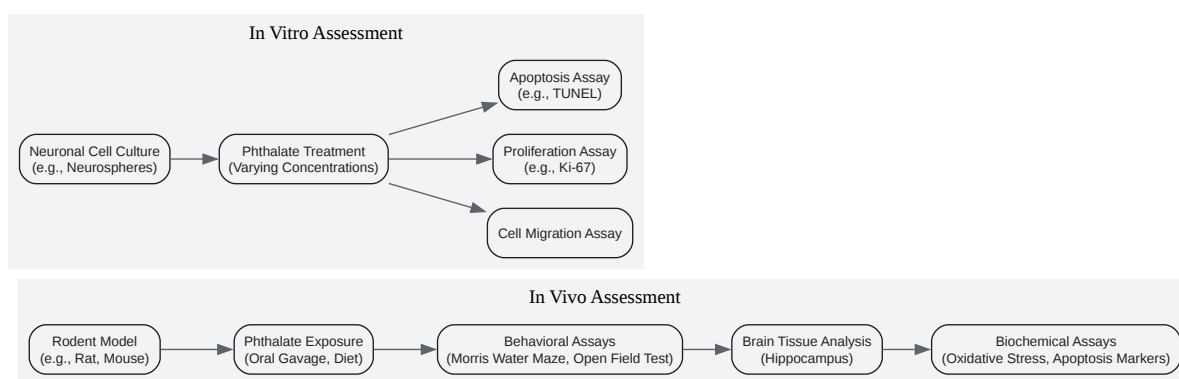 In Vitro Assessment
Neuronal Cell Culture
(e.g., Neurospheres)
Phthalate Treatment
(Varying Concentrations)
Apoptosis Assay
(e.g., TUNEL)
Proliferation Assay
(e.g., Ki-67)
Cell Migration Assay
In Vivo Assessment
Rodent Model
(e.g., Rat, Mouse)
Phthalate Exposure
(Oral Gavage, Diet)
Behavioral Assays
(Morris Water Maze, Open Field Test)
Brain Tissue Analysis
(Hippocampus)
Biochemical Assays
(Oxidative Stress, Apoptosis Markers)